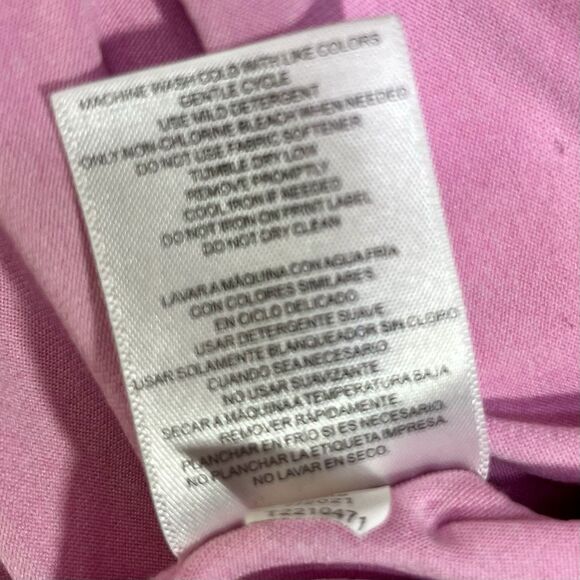 MACHINE WASH COLD WITH LIKE COLORS
GENTLE CYCLE
USE MILD DETERGENT
ONLY NON-CHLORINE BLEACH WHEN NEEDED
DO NOT USE FABRIC SOFTENER
TUMBLE DRY LOW
REMOVE PROMPTLY
COOL IRON IF NEEDED
DO NOT IRON ON PRINT LABEL
DO NOT DRY CLEAN
LAVAR A MÁQUINA CON AGUA FRÍA
CON COLORES SIMILARES
EN CICLO DELICADO.
USAR DETERGENTE SUAVE
USAR SOLAMENTE BLANQUEADOR SIN CLORO
CUANDO SEA NECESARIO
NO USAR SUAVIZANTE.
SECAR A MÁQUINA A TEMPERATURA BAJA
REMOVER RÁPIDAMENTE.
PLANCHAR EN FRÍO SI ES NECESARIO.
NO PLANCHAR LA ETIQUETA IMPRESA.
NO LAVAR EN SECO.